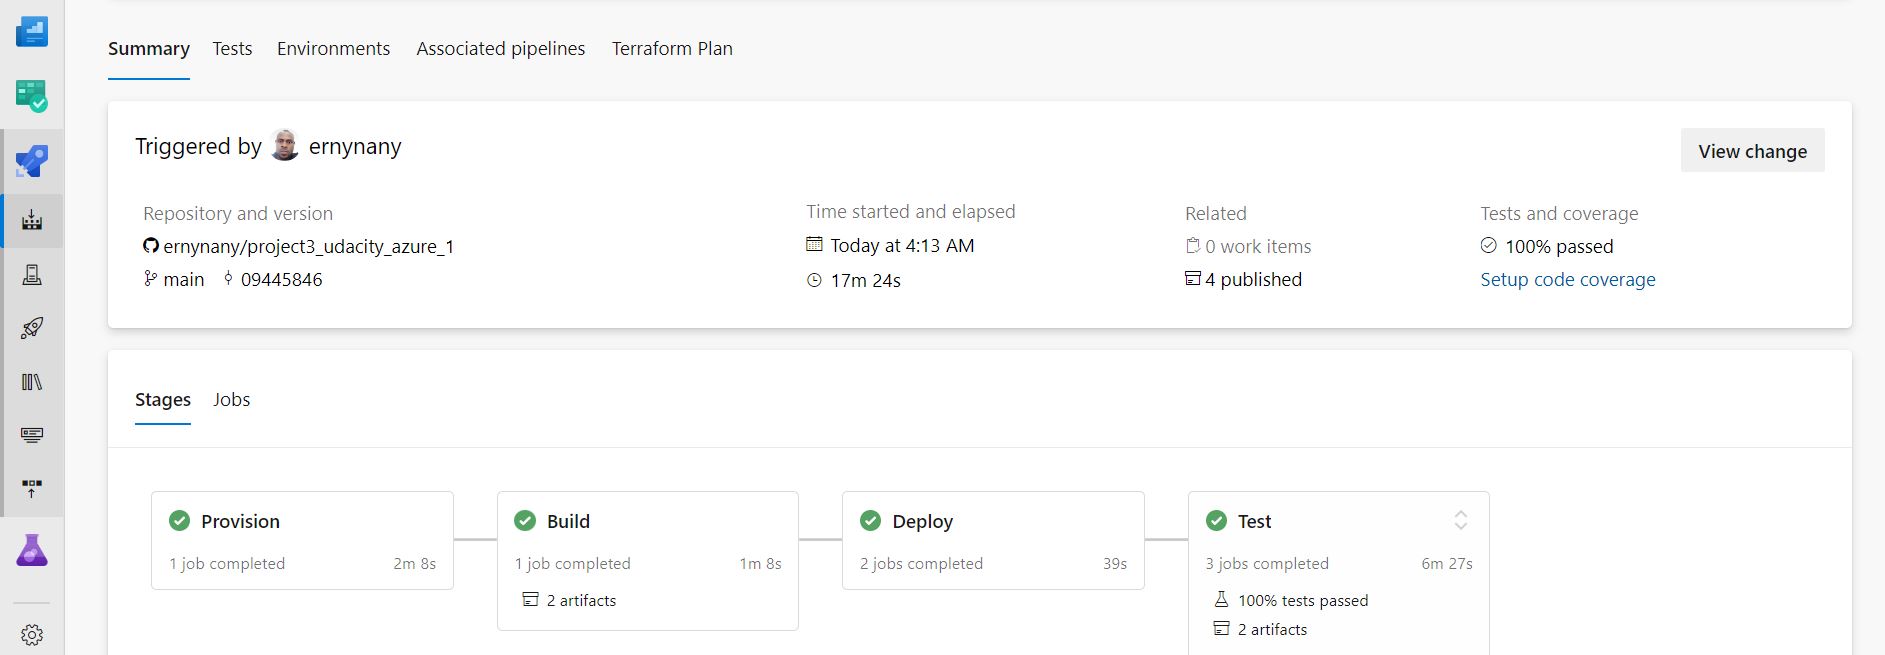 Summary Tests Environments Associated pipelines Terraform Plan
Triggered by ernynany
View change
Repository and version
ernynany/project3_udacity_azure_1
main 09445846
Time started and elapsed
Today at 4:13 AM
17m 24s
Related
0 work items
4 published
Tests and coverage
100% passed
Setup code coverage
Stages Jobs
Provision
1 job completed 2m 8s
Build
1 job completed 1m 8s
2 artifacts
Deploy
2 jobs completed 39s
Test
3 jobs completed 6m 27s
100% tests passed
2 artifacts